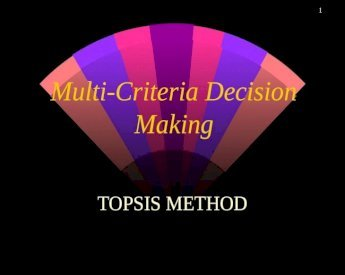 1
Multi-Criteria Decision
Making
TOPSIS METHOD